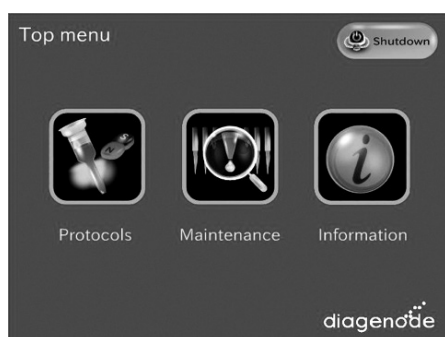 Top menu
Shutdown
Protocols
Maintenance
Information
diagenode